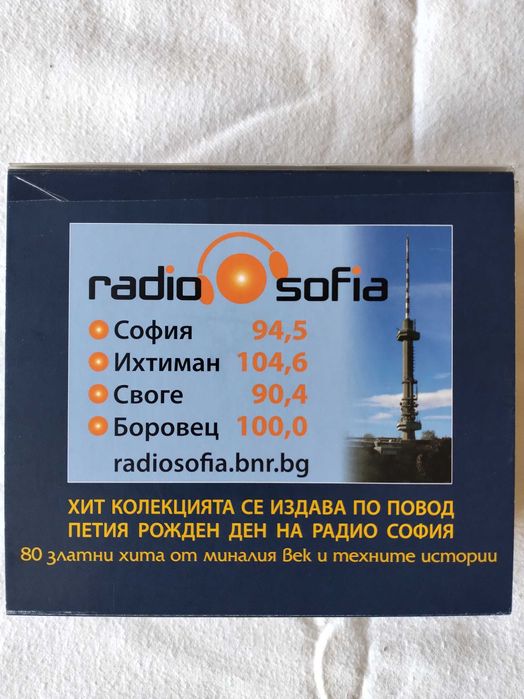 radio sofia
София 94,5
Ихтиман 104,6
Своге 90,4
Боровец 100,0
radiosofia.bnr.bg
ХИТ КОЛЕКЦИЯТА СЕ ИЗДАВА ПО ПОВОД
ПЕТИЯ РОЖДЕН ДЕН НА РАДИО СОФИЯ
80 златни хита от миналия век и техните истории